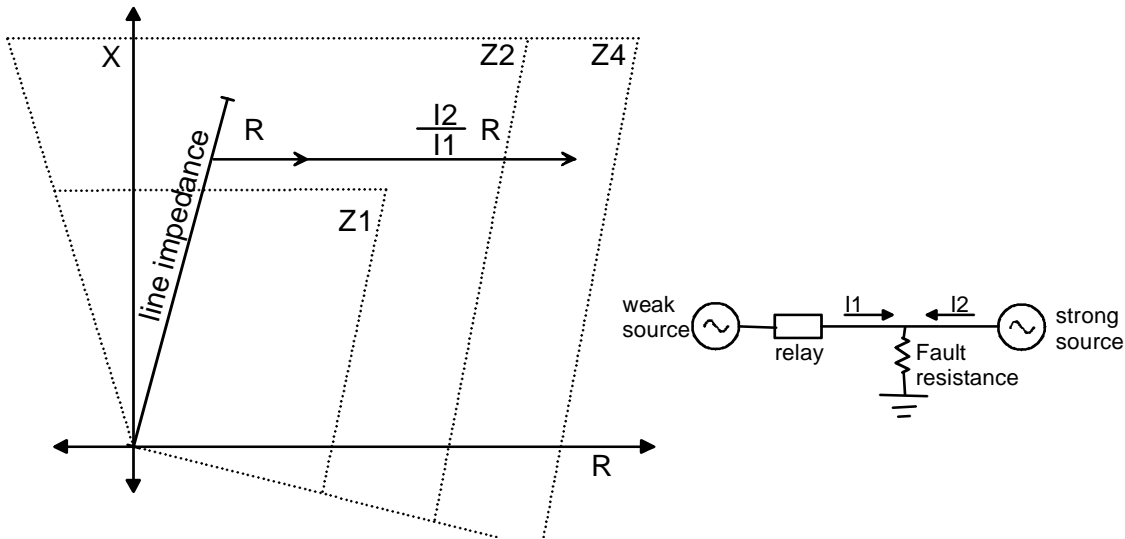 X
Z2
Z4
R
I2
I1
R
Z1
line impedance
R
weak
source
relay
I1
I2
Fault
resistance
strong
source